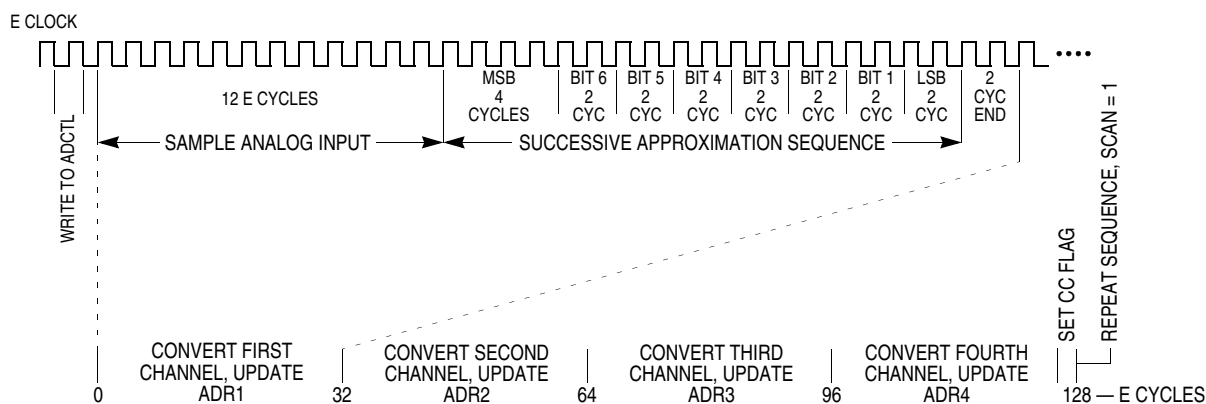 E CLOCK
12 E CYCLES
MSB
4
CYCLES
BIT 6
2
CYC
BIT 5
2
CYC
BIT 4
2
CYC
BIT 3
2
CYC
BIT 2
2
CYC
BIT 1
2
CYC
LSB
2
CYC
2
CYC
END
WRITE TO ADCTL
SAMPLE ANALOG INPUT
SUCCESSIVE APPROXIMATION SEQUENCE
SET CC FLAG
REPEAT SEQUENCE, SCAN = 1
CONVERT FIRST
CHANNEL, UPDATE
ADR1
CONVERT SECOND
CHANNEL, UPDATE
ADR2
CONVERT THIRD
CHANNEL, UPDATE
ADR3
CONVERT FOURTH
CHANNEL, UPDATE
ADR4
0
32
64
96
128 — E CYCLES